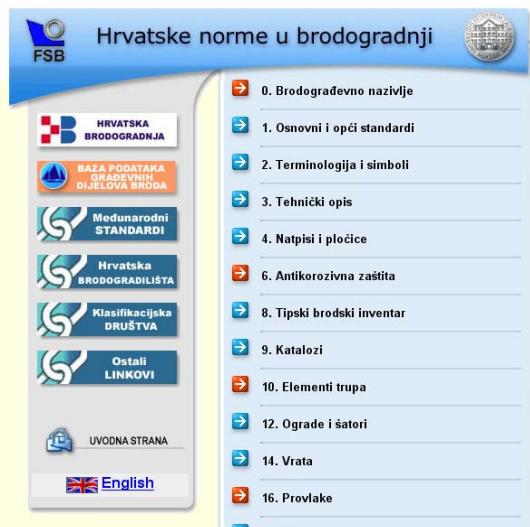 FSB
Hrvatske norme u brodogradnji
HRVATSKA
BRODOGRADNJA
BAZA PODATAKA
GRAĐEVNIH
DIJELOVA BRODA
Međunarodni
STANDARDI
Hrvatska
BRODOGRADILIŠTA
Klasifikacijska
DRUŠTVA
Ostali
LINKOVI
UVODNA STRANA
English
0. Brodograđevno nazivlje
1. Osnovni i opći standardi
2. Terminologija i simboli
3. Tehnički opis
4. Natpisi i pločice
6. Antikorozivna zaštita
8. Tipski brodski inventar
9. Katalozi
10. Elementi trupa
12. Ograde i šatori
14. Vrata
16. Provlake